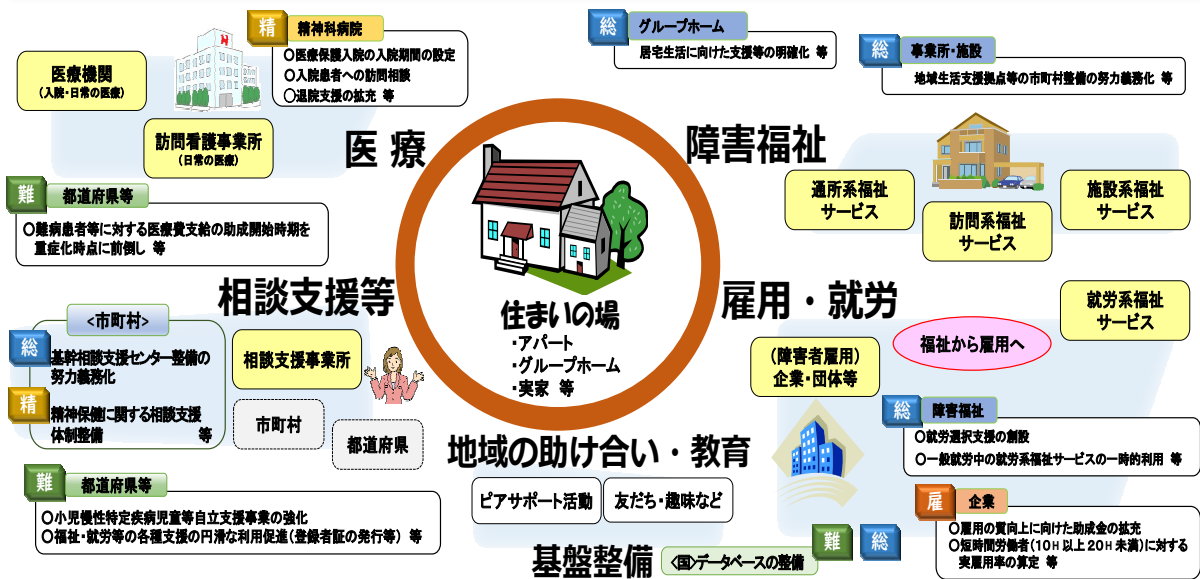 精
精神科病院
〇医療保護入院の入院期間の設定
〇入院患者への訪問相談
〇退院支援の拡充 等
医療機関
（入院・日常の医療）
訪問看護事業所
（日常の医療）
医 療
難
都道府県等
〇難病患者等に対する医療費支給の助成開始時期を
重症化時点に前倒し 等
総
グループホーム
居宅生活に向けた支援等の明確化 等
総
事業所・施設
地域生活支援拠点等の市町村整備の努力義務化 等
障害福祉
通所系福祉
サービス
訪問系福祉
サービス
施設系福祉
サービス
住まいの場
・アパート
・グループホーム
・実家 等
相談支援等
<市町村>
総
基幹相談支援センター整備の
努力義務化
精
精神保健に関する相談支援
体制整備 等
相談支援事業所
市町村
都道府県
難
都道府県等
〇小児慢性特定疾病児童等自立支援事業の強化
〇福祉・就労等の各種支援の円滑な利用促進（登録者証の発行等） 等
雇用・就労
就労系福祉
サービス
福祉から雇用へ
（障害者雇用）
企業・団体等
総
障害福祉
〇就労選択支援の創設
〇一般就労中の就労系福祉サービスの一時的利用 等
雇
企業
〇雇用の質向上に向けた助成金の拡充
〇短時間労働者（10Ｈ以上20Ｈ未満）に対する
実雇用率の算定 等
地域の助け合い・教育
ピアサポート活動
友だち・趣味など
基盤整備
〈国〉データベースの整備
難
総